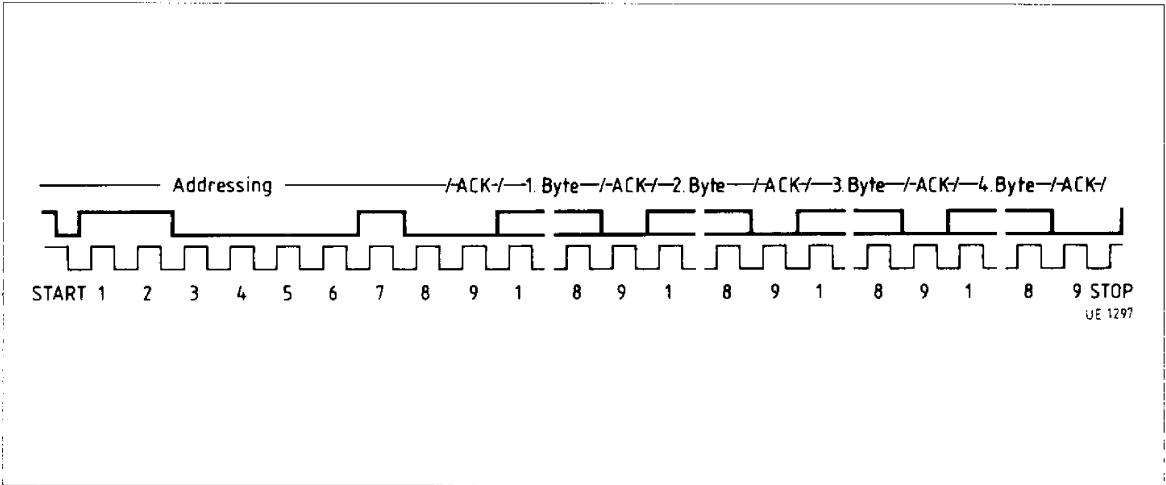 Addressing /-ACK-/-1. Byte-/-ACK-/-2. Byte-/-ACK-/-3. Byte-/-ACK-/-4. Byte-/-ACK-/
START 1 2 3 4 5 6 7 8 9 1 8 9 1 8 9 1 8 9 1 8 9 STOP
UE 1297